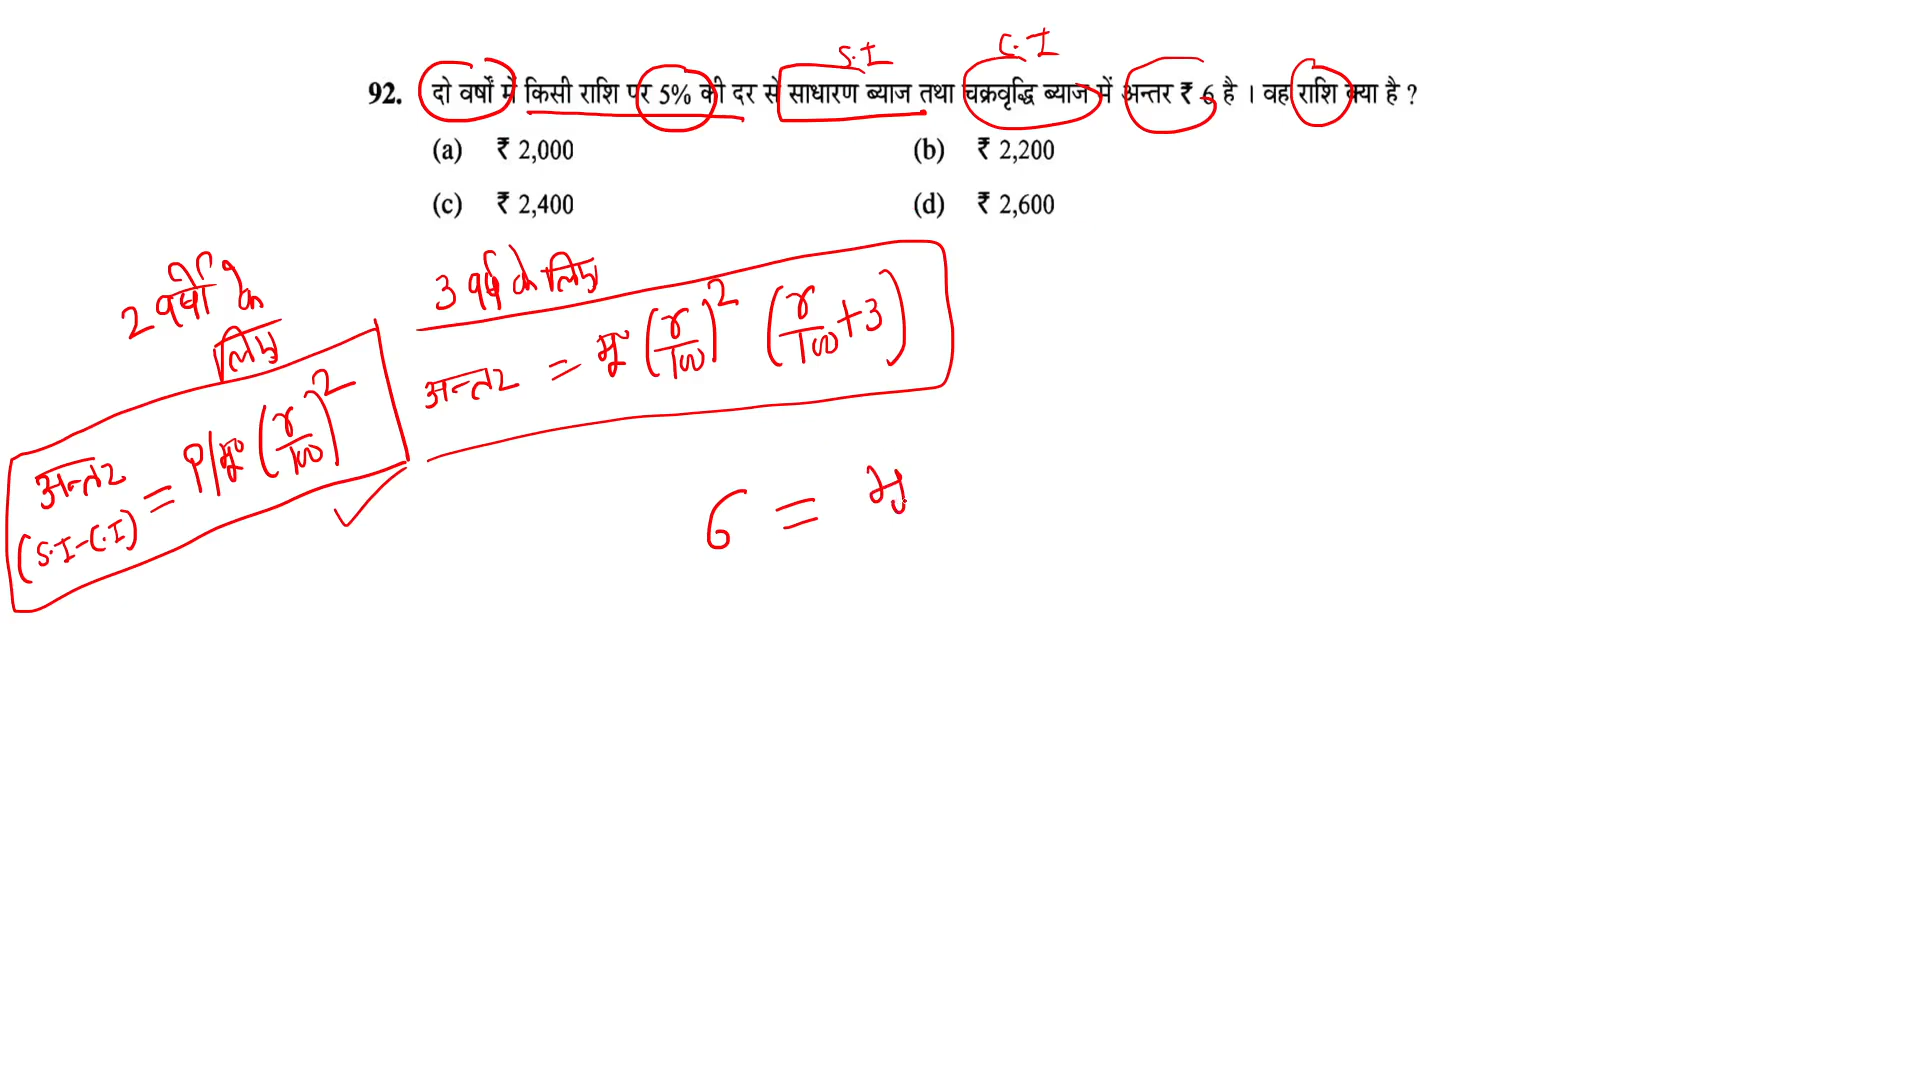 S.I C.I
92. दो वर्षों में किसी राशि पर 5% की दर से साधारण ब्याज तथा चक्रवृद्धि ब्याज में अन्तर ₹ 6 है । वह राशि क्या है ?
(a) ₹ 2,000 (b) ₹ 2,200
(c) ₹ 2,400 (d) ₹ 2,600
2 वर्षों के
लिए
अन्तर = P/मू (r/100)^2
(S.I-C.I)
3 वर्ष के लिए
अन्तर = मू (r/100)^2 (r/100+3)
6 = मू